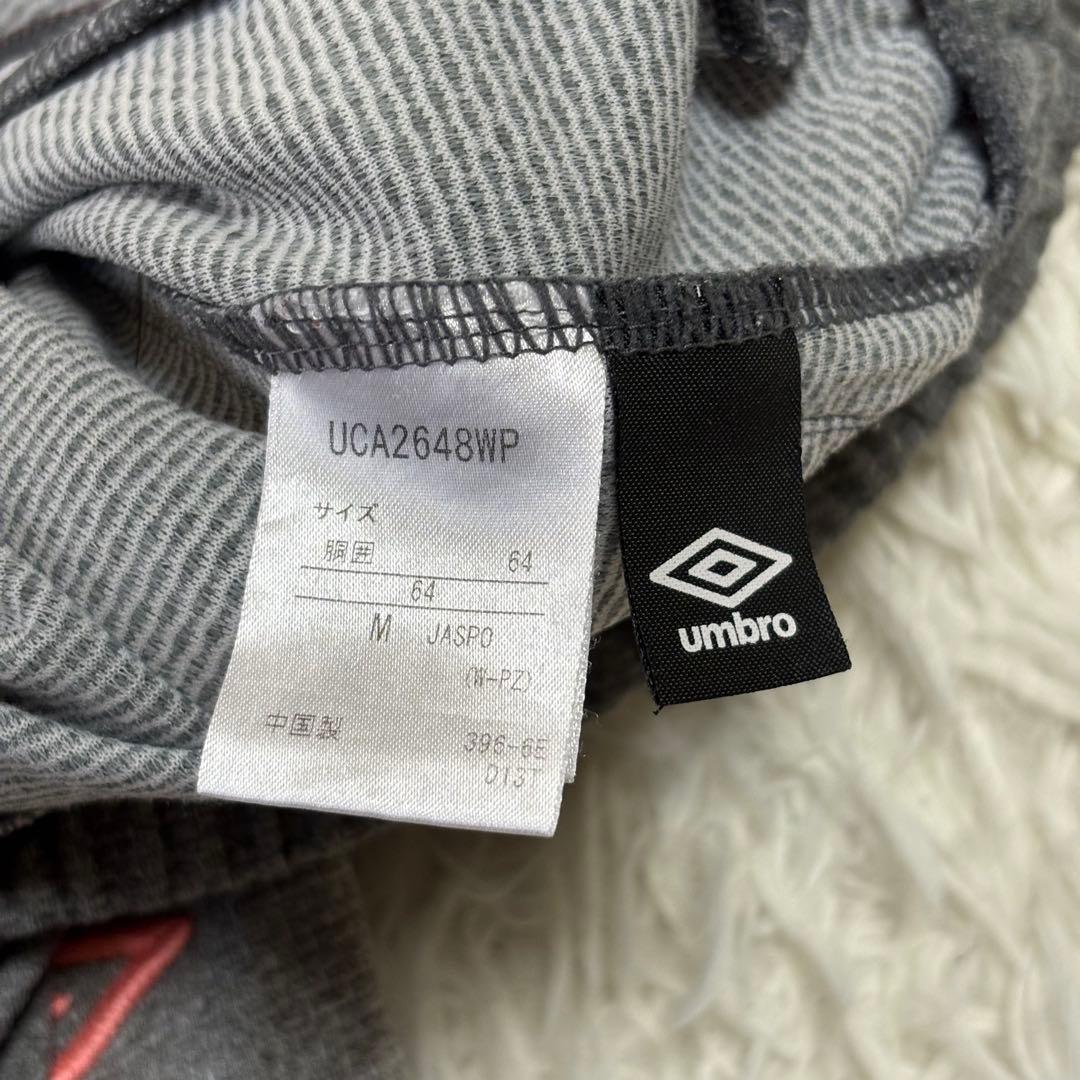 UCA2648WP
サイズ
胴囲 64
64
M JASPO
(W-PZ)
中国製 396-6E
D13T
umbro